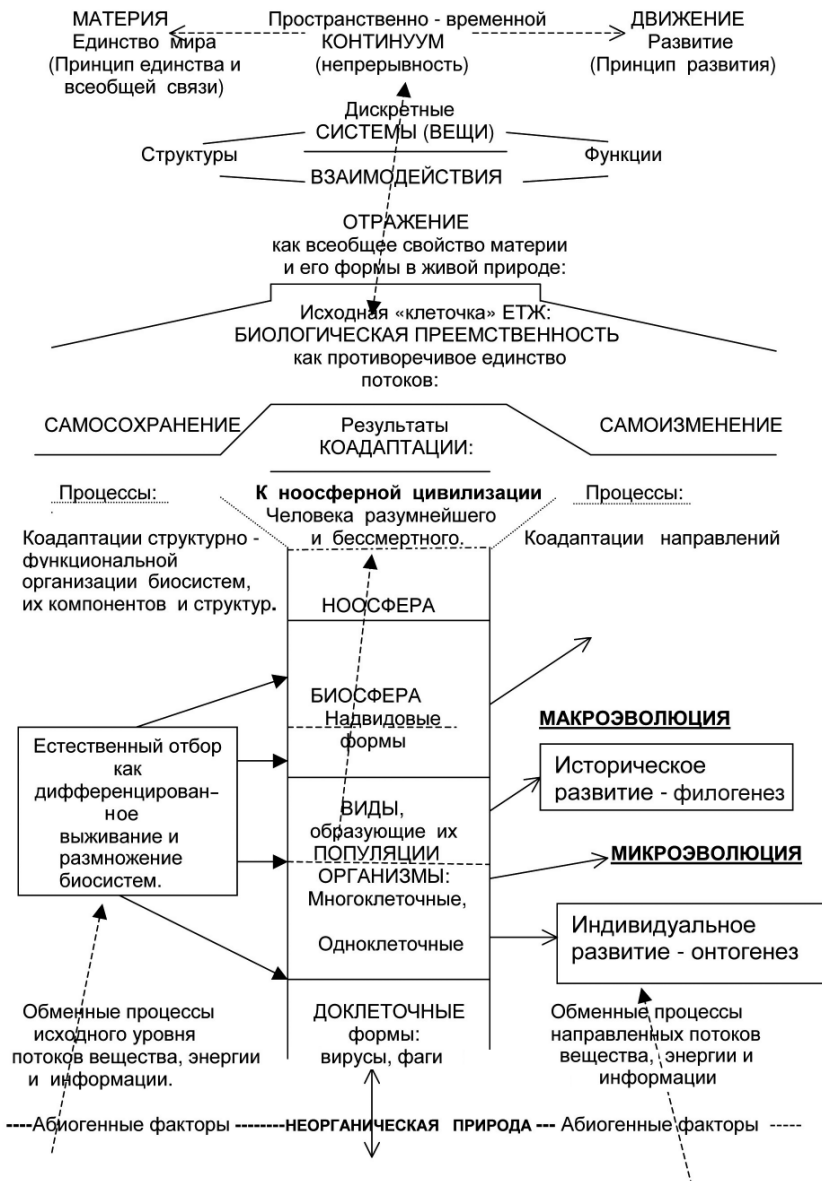 МАТЕРИЯ
Единство мира
(Принцип единства и
всеобщей связи)
Пространственно - временной
КОНТИНУУМ
(непрерывность)
ДВИЖЕНИЕ
Развитие
(Принцип развития)
Дискретные
СИСТЕМЫ (ВЕЩИ)
Структуры
Функции
ВЗАИМОДЕЙСТВИЯ
ОТРАЖЕНИЕ
как всеобщее свойство материи
и его формы в живой природе:
Исходная «клеточка» ЕТЖ:
БИОЛОГИЧЕСКАЯ ПРЕЕМСТВЕННОСТЬ
как противоречивое единство
потоков:
САМОСОХРАНЕНИЕ
Результаты
КОАДАПТАЦИИ:
САМОИЗМЕНЕНИЕ
Процессы:
К ноосферной цивилизации
Человека разумнейшего
и бессмертного.
Процессы:
Коадаптации структурно -
функциональной
организации биосистем,
их компонентов и структур.
Коадаптации направлений
НООСФЕРА
БИОСФЕРА
Надвидовые
формы
МАКРОЭВОЛЮЦИЯ
Естественный отбор
как
дифференцирован-
ное
выживание и
размножение
биосистем.
Историческое
развитие - филогенез
ВИДЫ,
образующие их
ПОПУЛЯЦИИ
МИКРОЭВОЛЮЦИЯ
ОРГАНИЗМЫ:
Многоклеточные,
Одноклеточные
Индивидуальное
развитие - онтогенез
Обменные процессы
исходного уровня
потоков вещества, энергии
и информации.
ДОКЛЕТОЧНЫЕ
формы:
вирусы, фаги
Обменные процессы
направленных потоков
вещества, энергии и
информации
----Абиогенные факторы --------НЕОРГАНИЧЕСКАЯ ПРИРОДА --- Абиогенные факторы -----